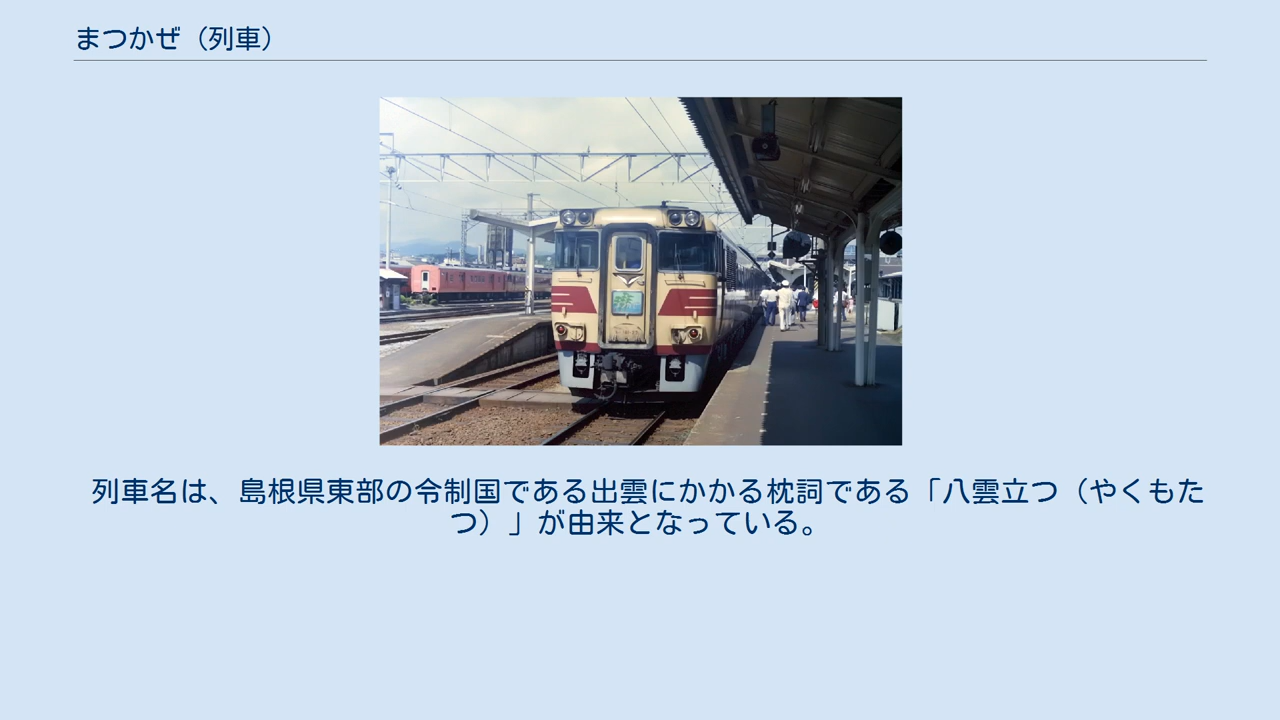 まつかぜ（列車）
列車名は、島根県東部の令制国である出雲にかかる枕詞である「八雲立つ（やくもた
つ）」が由来となっている。